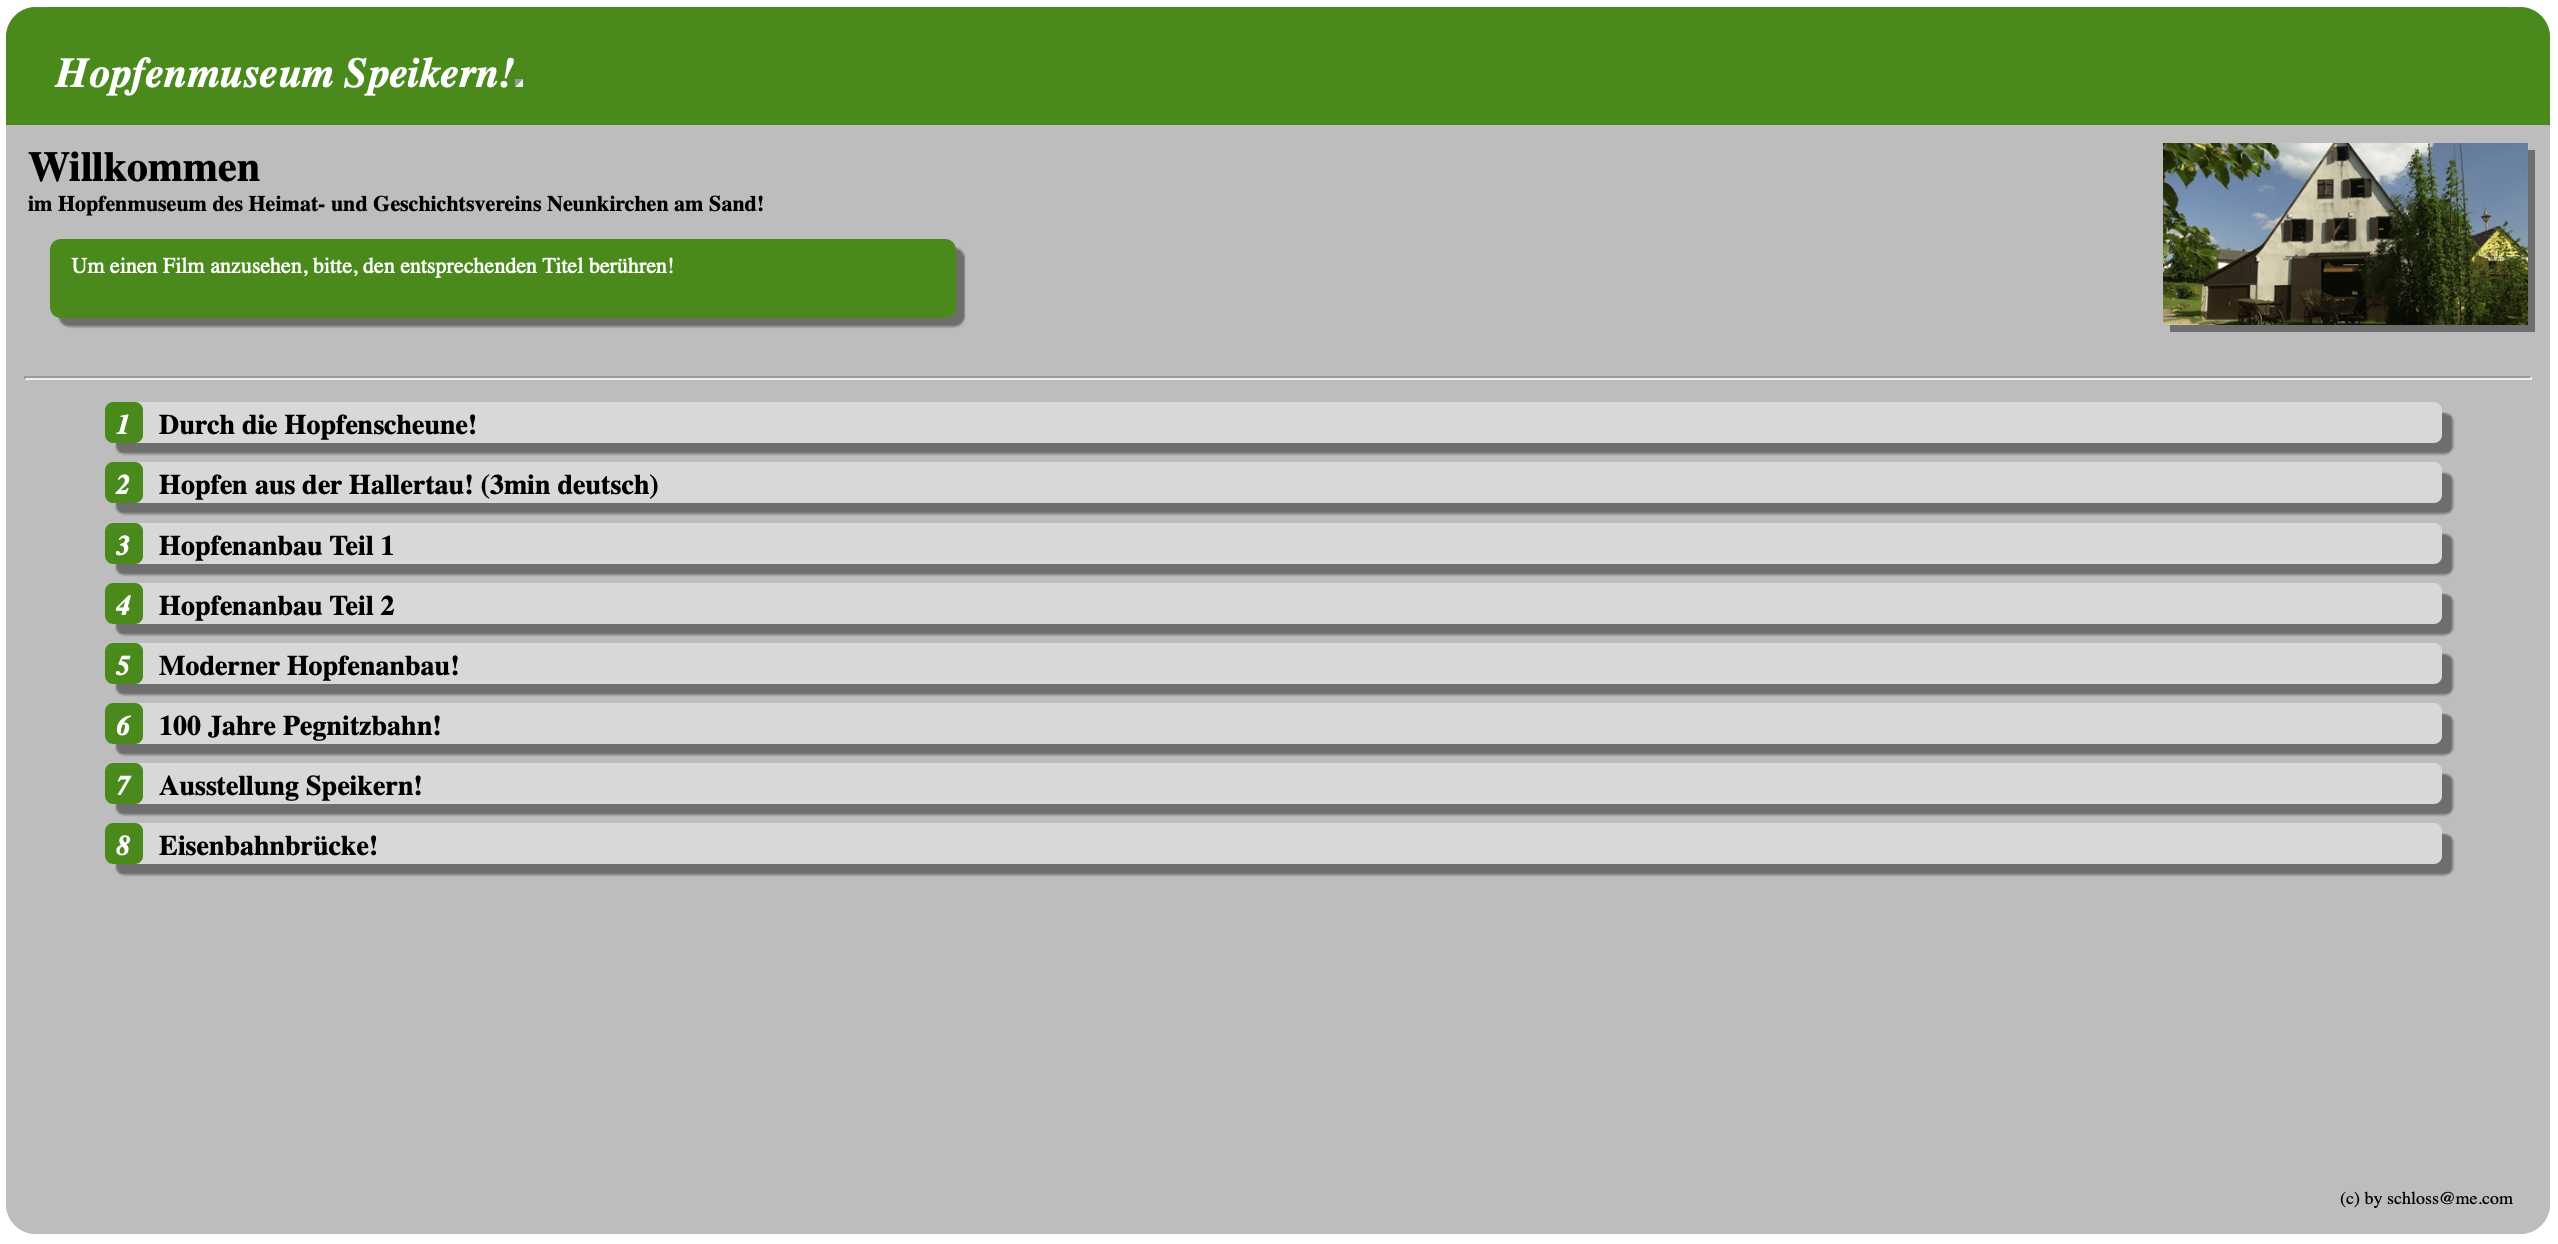 Hopfenmuseum Speikern!
Willkommen
im Hopfenmuseum des Heimat- und Geschichtsvereins Neunkirchen am Sand!
Um einen Film anzusehen, bitte, den entsprechenden Titel berühren!
1 Durch die Hopfenscheune!
2 Hopfen aus der Hallertau! (3min deutsch)
3 Hopfenanbau Teil 1
4 Hopfenanbau Teil 2
5 Moderner Hopfenanbau!
6 100 Jahre Pegnitzbahn!
7 Ausstellung Speikern!
8 Eisenbahnbrücke!
(c) by schloss@me.com